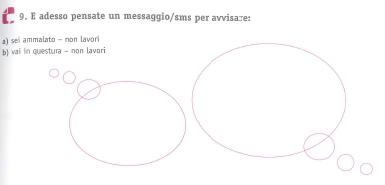 9. E adesso pensate un messaggio/sms per avvisare:
a) sei ammalato – non lavori
b) vai in questura – non lavori